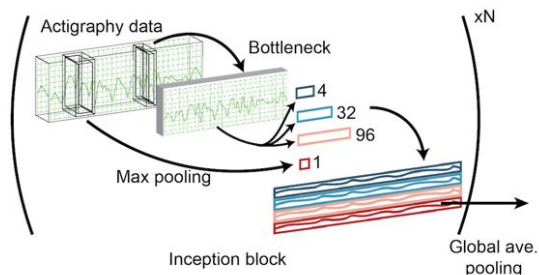 Actigraphy data
xN
Bottleneck
4
32
96
1
Max pooling
Inception block
Global ave.
pooling